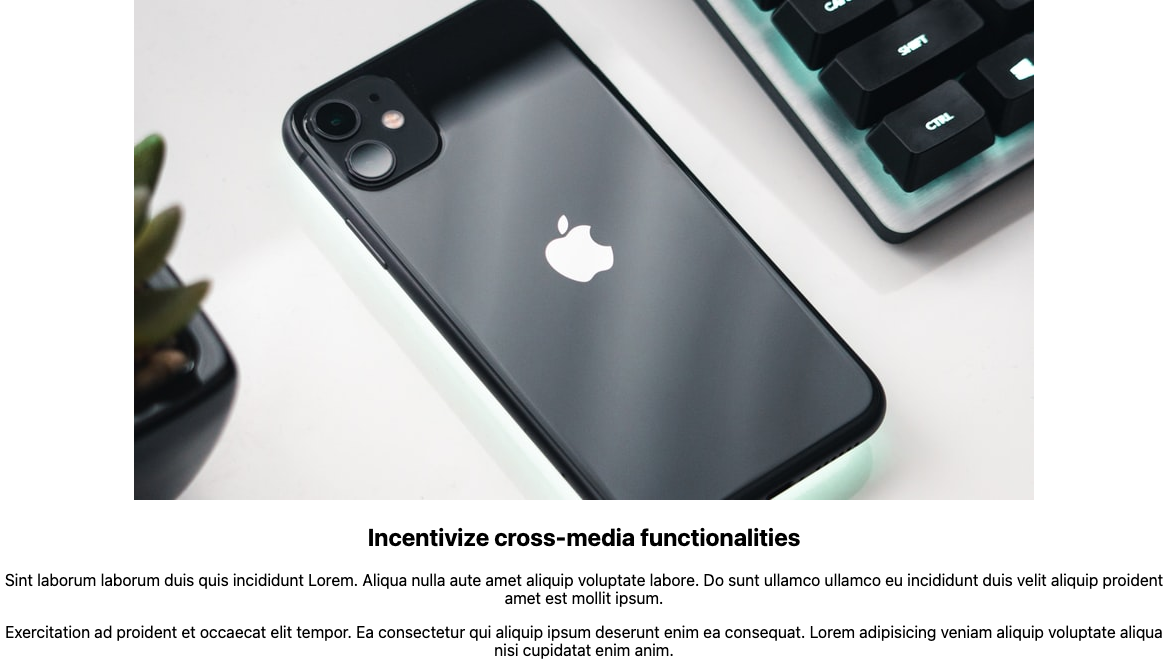 SHIFT
CTRL
Incentivize cross-media functionalities
Sint laborum laborum duis quis incididunt Lorem. Aliqua nulla aute amet aliquip voluptate labore. Do sunt ullamco ullamco eu incididunt duis velit aliquip proident
amet est mollit ipsum.
Exercitation ad proident et occaecat elit tempor. Ea consectetur qui aliquip ipsum deserunt enim ea consequat. Lorem adipisicing veniam aliquip voluptate aliqua
nisi cupidatat enim anim.